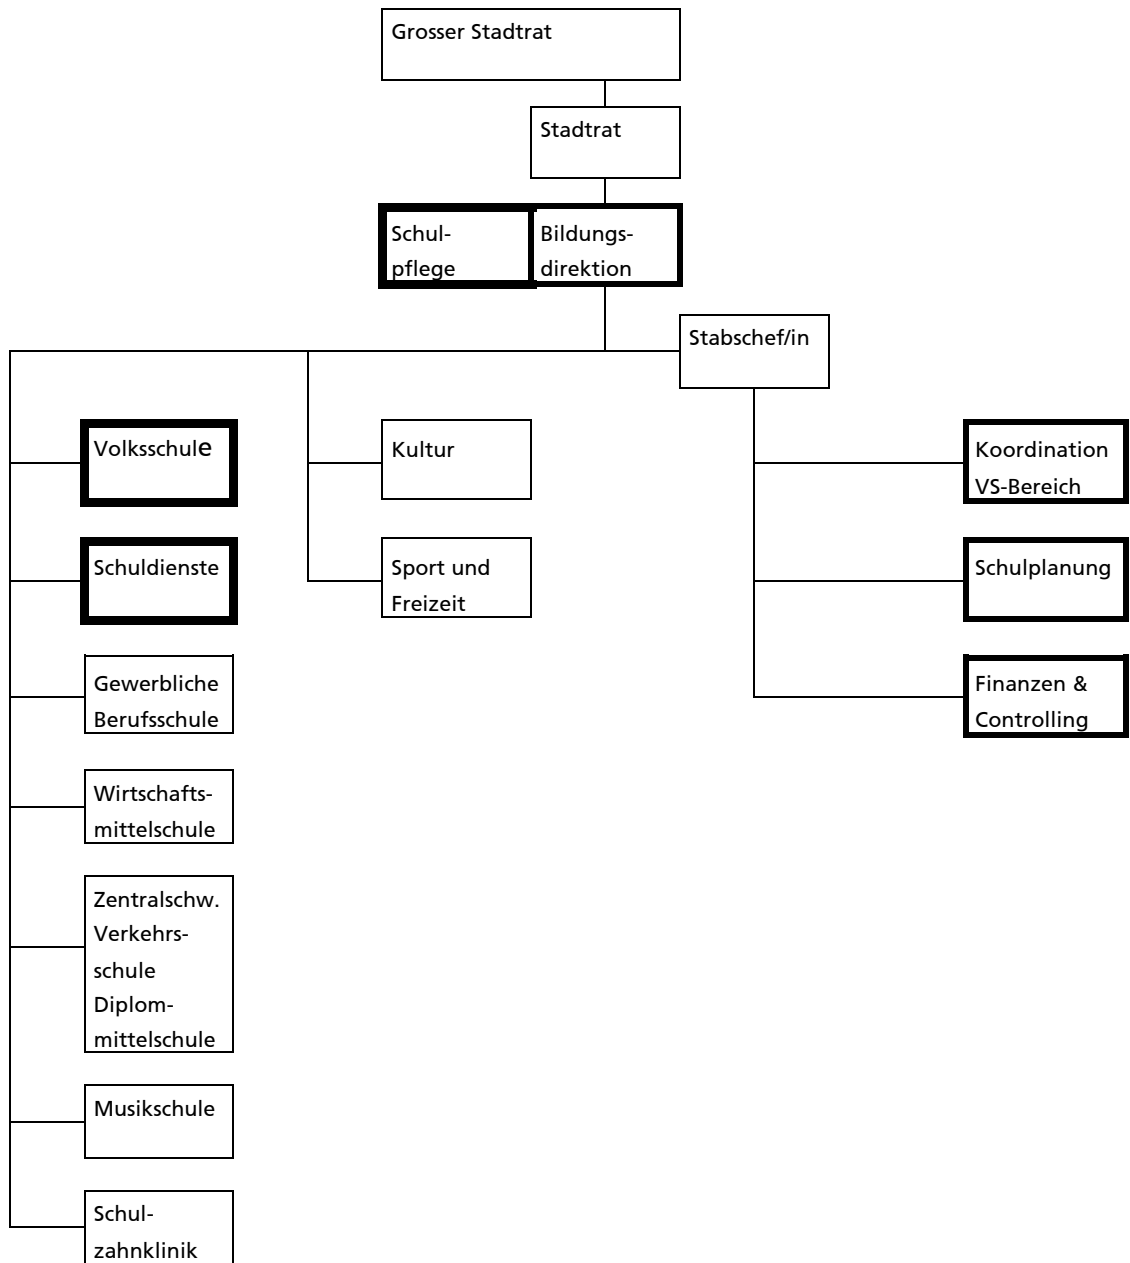 Grosser Stadtrat
Stadtrat
Schul-
pflege
Bildungs-
direktion
Stabschef/in
Volksschule
Kultur
Koordination
VS-Bereich
Schuldienste
Sport und
Freizeit
Schulplanung
Gewerbliche
Berufsschule
Finanzen &
Controlling
Wirtschafts-
mittelschule
Zentralschw.
Verkehrs-
schule
Diplom-
mittelschule
Musikschule
Schul-
zahnklinik